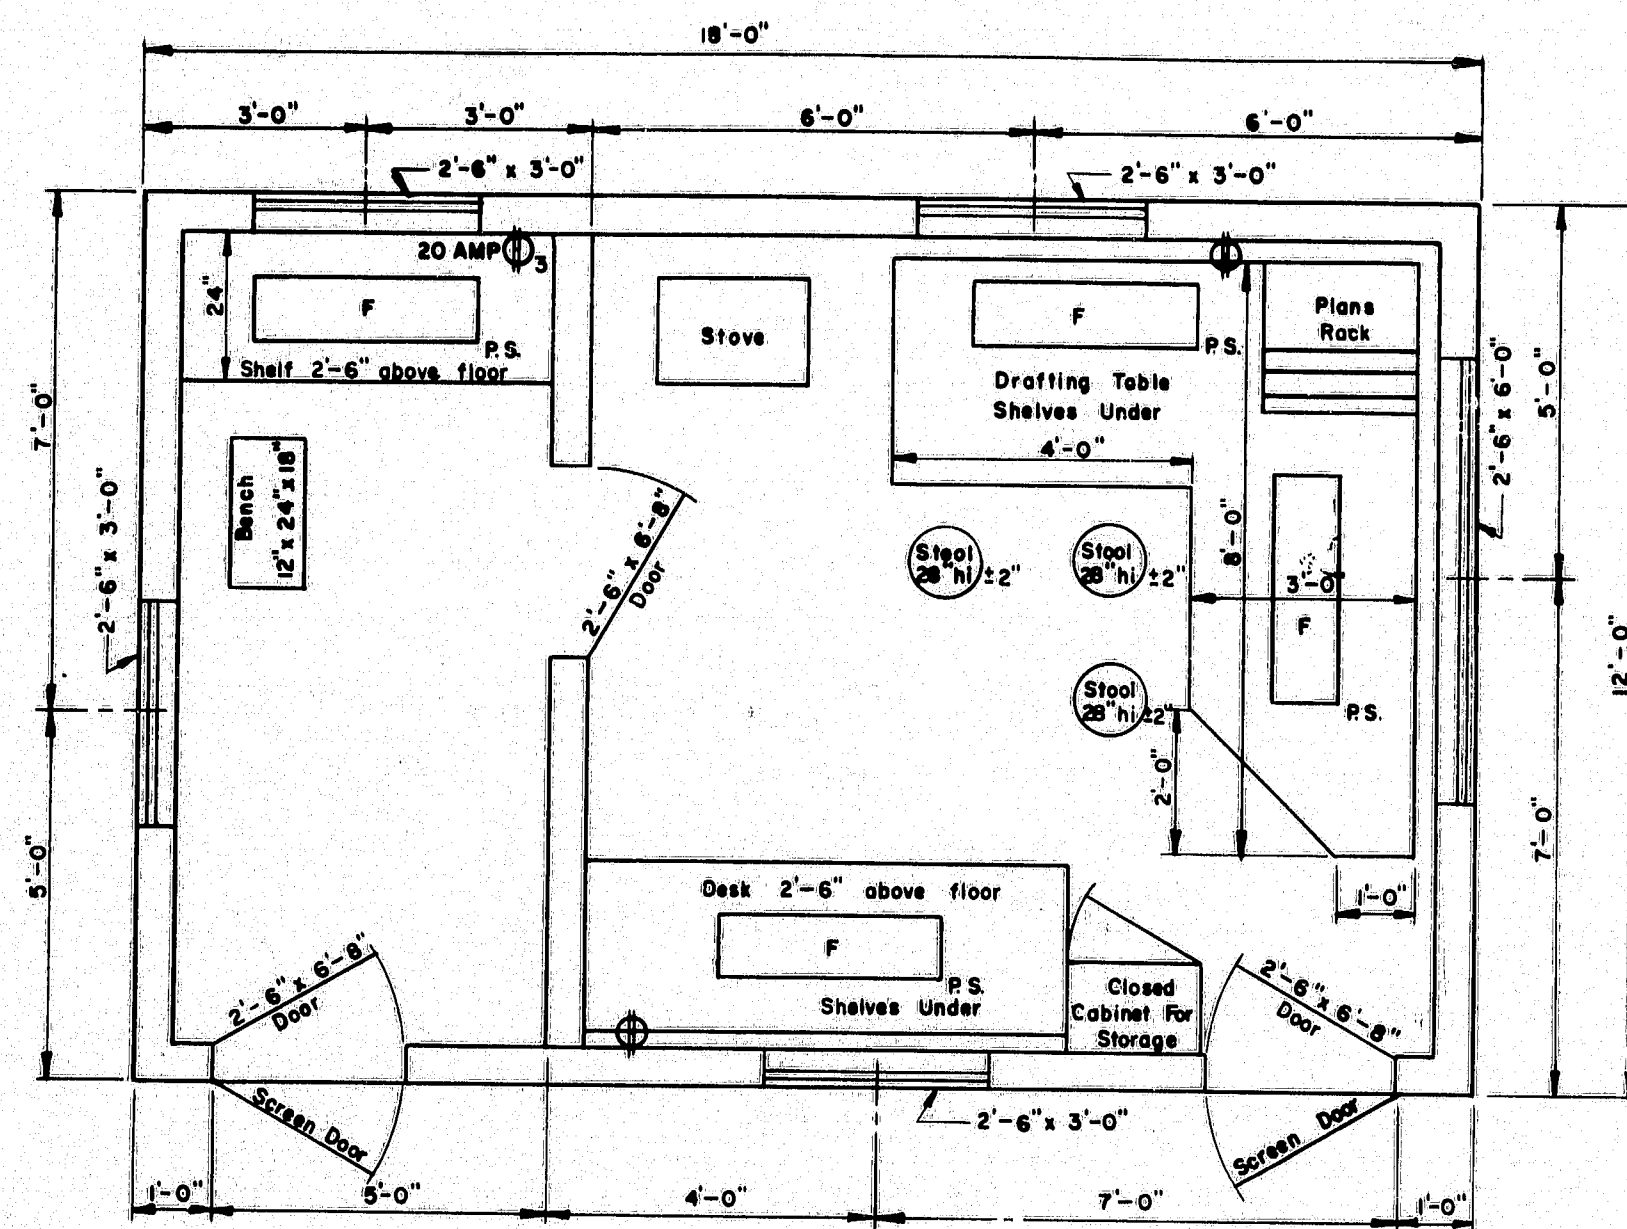 18'-0"
3'-0"
3'-0"
6'-0"
6'-0"
2'-6" x 3'-0"
2'-6" x 3'-0"
20 AMP
3
24"
F
P.S.
Shelf 2'-6" above floor
Stove
F
P.S.
Drafting Table
Shelves Under
4'-0"
Plans
Rack
7'-0"
2'-6" x 3'-0"
5'-0"
Bench
12" x 24" x 18"
2'-6" x 6'-8"
Door
Stool
28" hi ±2"
Stool
28" hi ±2"
Stool
28" hi ±2"
8'-0"
3'-0"
F
P.S.
2'-0"
1'-0"
2'-6" x 6'-0"
5'-0"
7'-0"
12'-0"
Desk 2'-6" above floor
F
P.S.
Shelves Under
Closed
Cabinet For
Storage
2'-6" x 6'-8"
Door
Screen Door
2'-6" x 6'-8"
Door
Screen Door
2'-6" x 3'-0"
1'-0"
5'-0"
4'-0"
7'-0"
1'-0"